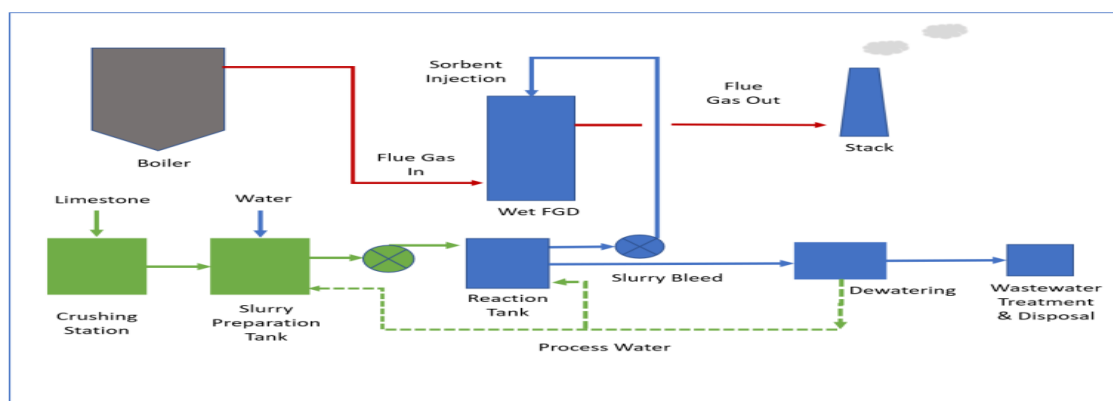 Sorbent
Injection
Flue
Gas Out
Boiler
Stack
Flue Gas
In
Limestone
Water
Wet FGD
Slurry Bleed
Crushing
Station
Slurry
Preparation
Tank
Reaction
Tank
Dewatering
Wastewater
Treatment
& Disposal
Process Water